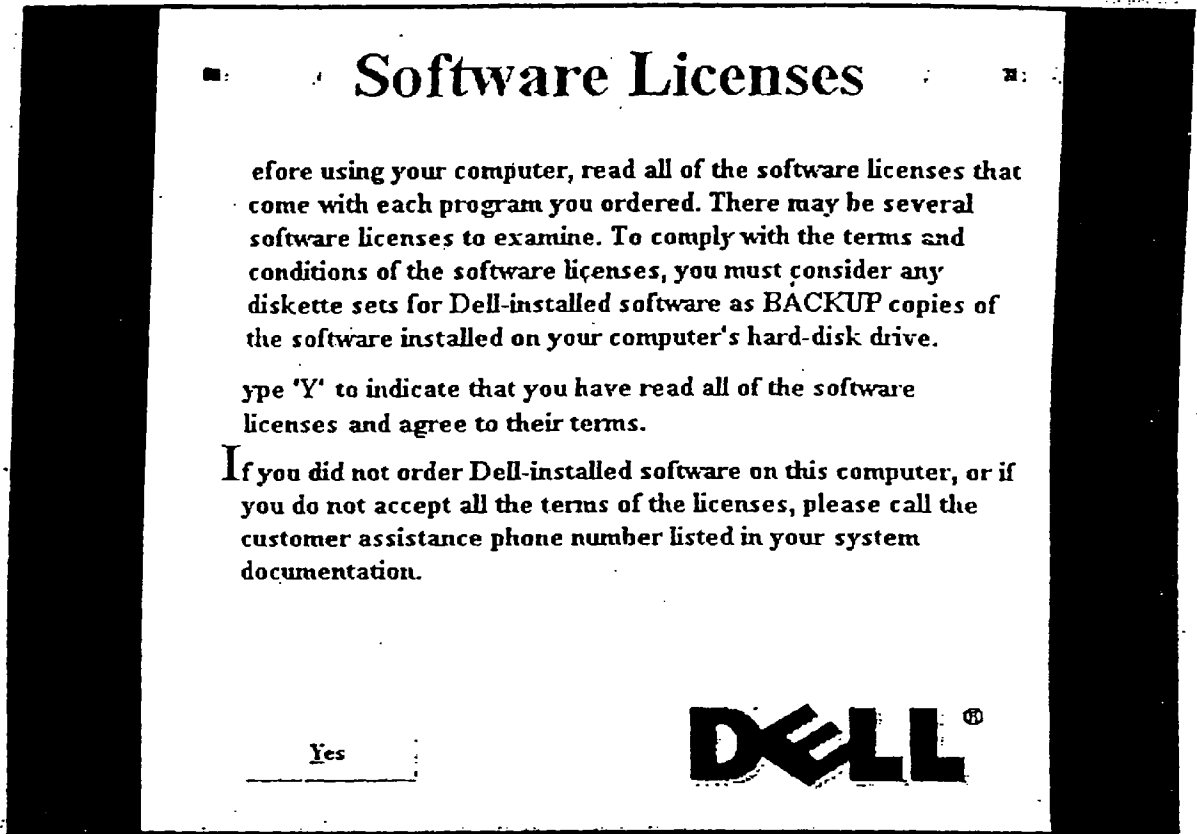 Software Licenses
efore using your computer, read all of the software licenses that
come with each program you ordered. There may be several
software licenses to examine. To comply with the terms and
conditions of the software licenses, you must consider any
diskette sets for Dell-installed software as BACKUP copies of
the software installed on your computer's hard-disk drive.
ype 'Y' to indicate that you have read all of the software
licenses and agree to their terms.
If you did not order Dell-installed software on this computer, or if
you do not accept all the terms of the licenses, please call the
customer assistance phone number listed in your system
documentation.
Yes
DELL®